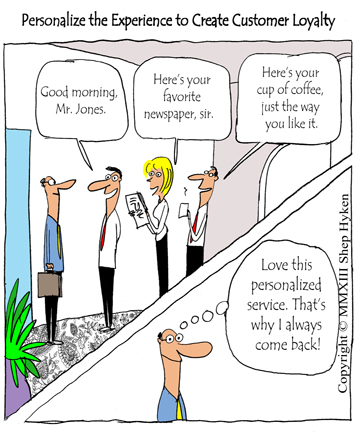 Personalize the Experience to Create Customer Loyalty
Good morning,
Mr. Jones.
Here's your
favorite
newspaper, sir.
Here's your
cup of coffee,
just the way
you like it.
Love this
personalized
service. That's
why I always
come back!
Copyright © MMXIII Shep Hyken